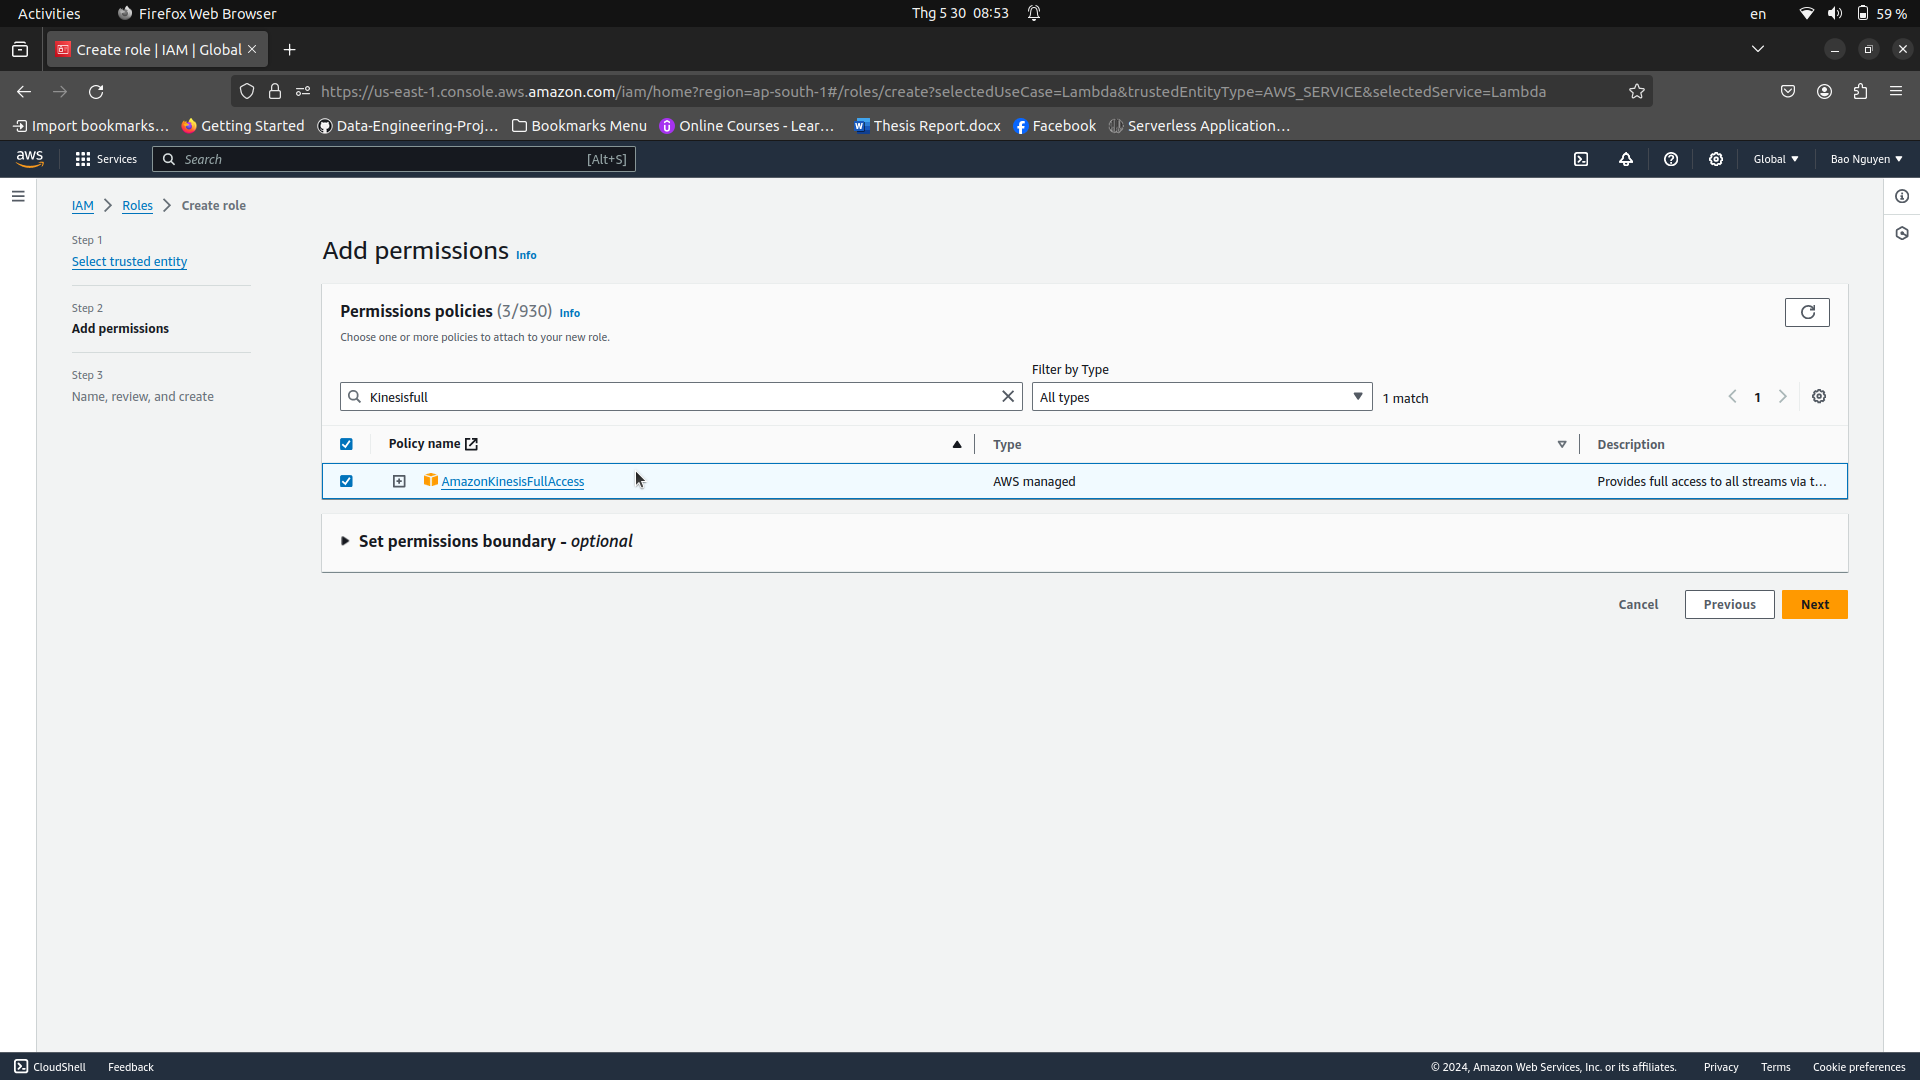 Activities
Firefox Web Browser
Thg 5 30 08:53
en
59 %
Create role | IAM | Global
https://us-east-1.console.aws.amazon.com/iam/home?region=ap-south-1#/roles/create?selectedUseCase=Lambda&trustedEntityType=AWS_SERVICE&selectedService=Lambda
Import bookmarks…
Getting Started
Data-Engineering-Proj…
Bookmarks Menu
Online Courses - Lear…
Thesis Report.docx
Facebook
Serverless Application…
aws
Services
Search
[Alt+S]
Global
Bao Nguyen
IAM
Roles
Create role
Step 1
Select trusted entity
Step 2
Add permissions
Step 3
Name, review, and create
Add permissions Info
Permissions policies (3/930) Info
Choose one or more policies to attach to your new role.
Filter by Type
Kinesisfull
All types
1 match
1
Policy name
Type
Description
AmazonKinesisFullAccess
AWS managed
Provides full access to all streams via t…
Set permissions boundary - optional
Cancel
Previous
Next
CloudShell
Feedback
© 2024, Amazon Web Services, Inc. or its affiliates.
Privacy
Terms
Cookie preferences